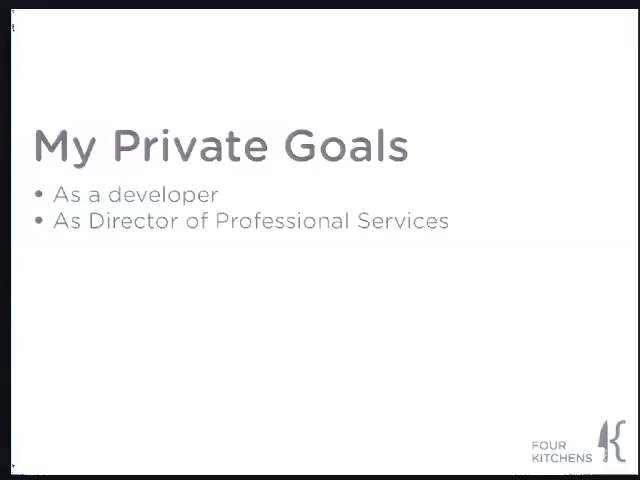 My Private Goals
• As a developer
• As Director of Professional Services
FOUR
KITCHENS